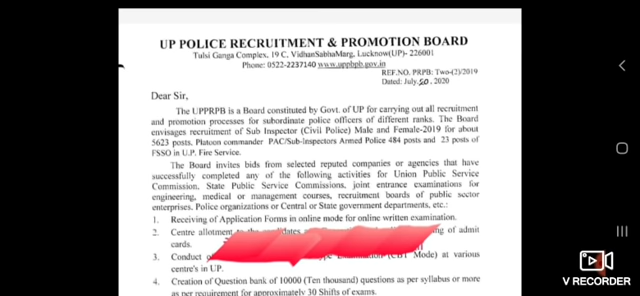 UP POLICE RECRUITMENT & PROMOTION BOARD
Tulsi Ganga Complex, 19 C, VidhanSabhaMarg, Lucknow(UP)- 226001
Phone: 0522-2237140 www.uppbpb.gov.in
REF.NO. PRPB: Two-(2)/2019
Dated: July, 20, 2020
Dear Sir,
The UPPRPB is a Board constituted by Govt. of UP for carrying out all recruitment
and promotion processes for subordinate police officers of different ranks. The Board
envisages recruitment of Sub Inspector (Civil Police) Male and Female-2019 for about
5623 posts. Platoon commander PAC/Sub-inspectors Armed Police 484 posts and 23 posts of
FSSO in U.P. Fire Service.
The Board invites bids from selected reputed companies or agencies that have
successfully completed any of the following activities for Union Public Service
Commission, State Public Service Commissions, joint entrance examinations for
engineering, medical or management courses, recruitment boards of public sector
enterprises. Police organizations or Central or State government departments, etc.:
1. Receiving of Application Forms in online mode for online written examination.
2. Centre allotment of admit
cards.
3. Conduct Mode) at various
centre's in UP.
4. Creation of Question bank of 10000 (Ten thousand) questions as per syllabus or more
as per requirement for approximately 30 Shifts of exams.
V RECORDER